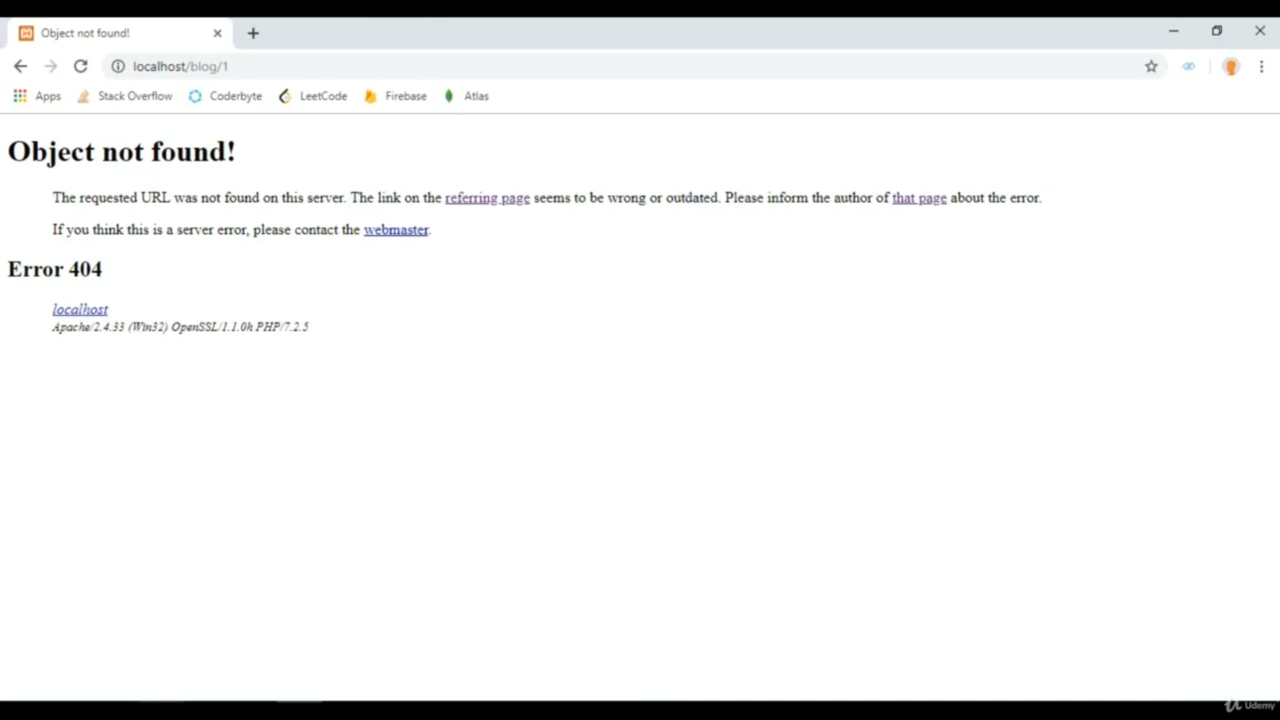 Object not found!
localhost/blog/1
Apps Stack Overflow Coderbyte LeetCode Firebase Atlas
Object not found!
The requested URL was not found on this server. The link on the referring page seems to be wrong or outdated. Please inform the author of that page about the error.
If you think this is a server error, please contact the webmaster.
Error 404
localhost
Apache/2.4.33 (Win32) OpenSSL/1.1.0h PHP/7.2.5
Udemy